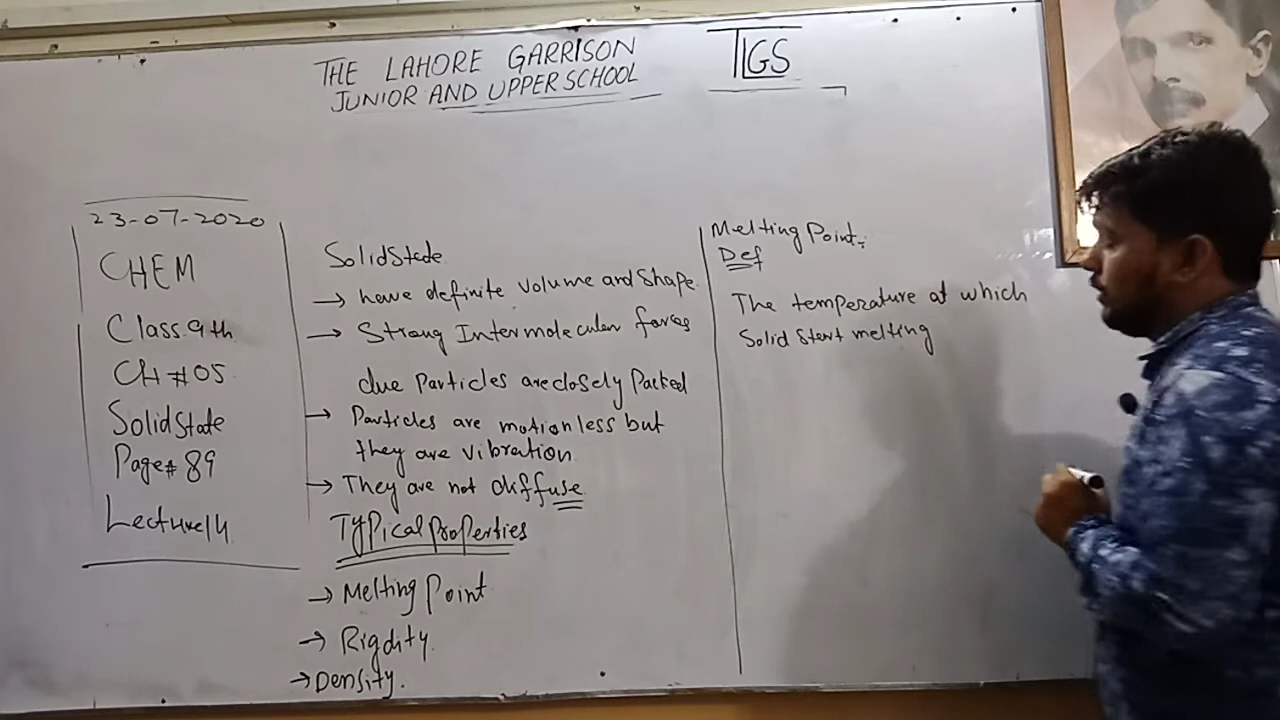 THE LAHORE GARRISON
JUNIOR AND UPPER SCHOOL
TLGS
23-07-2020
CHEM
Class 9th
CH #05
Solid State
Page# 89
Lecture 14
Solid State
→ have definite volume and shape
→ Strong Intermolecular forces
due Particles are closely Packed
→ Particles are motionless but
they are vibration
→ They are not diffuse
Typical Properties
→ Melting Point
→ Rigdity.
→ Density.
Melting Point:
Def
The temperature at which
Solid start melting